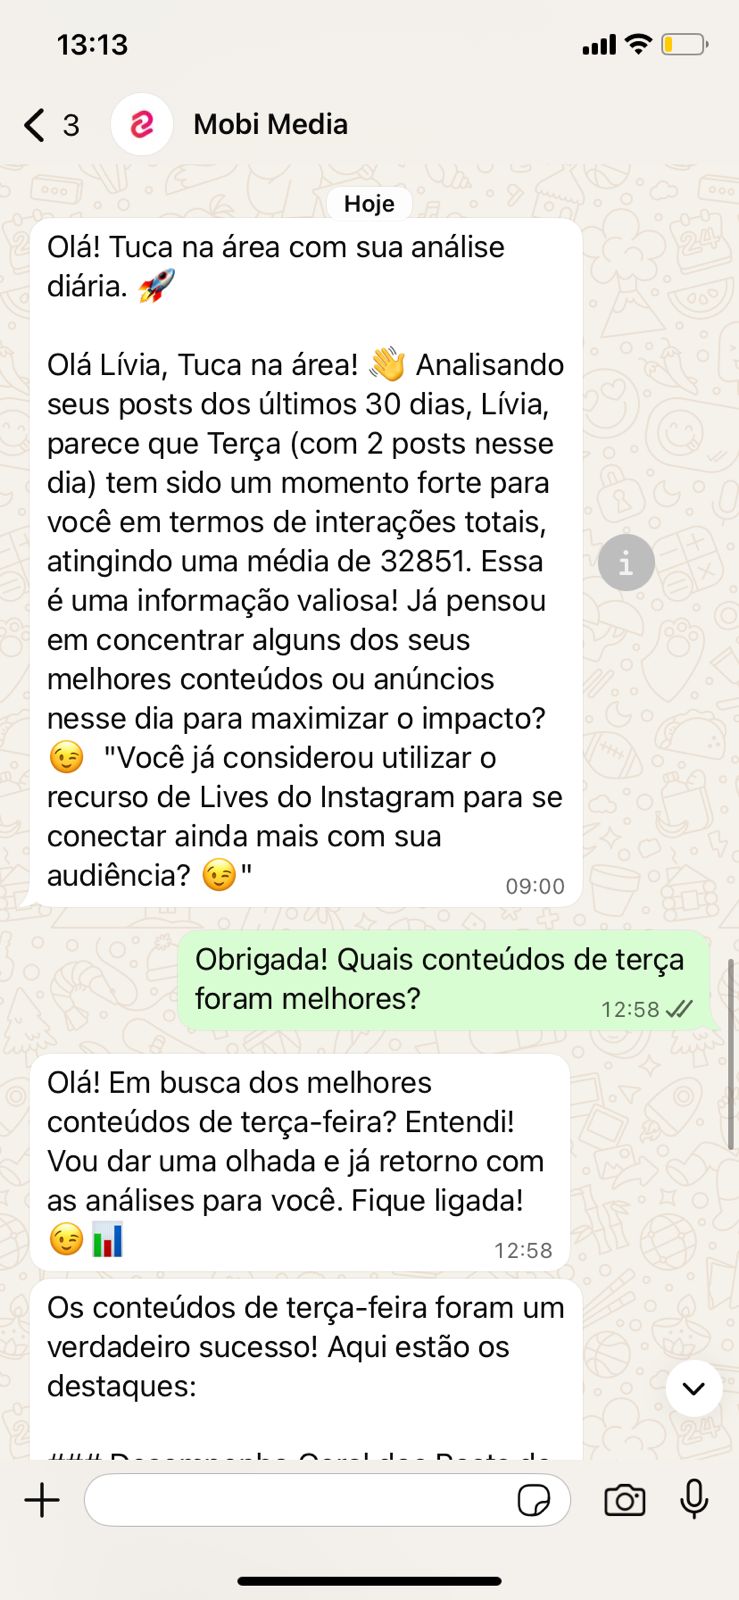 13:13
3
Mobi Media
Hoje
Olá! Tuca na área com sua análise
diária. 🚀
Olá Lívia, Tuca na área! 👋 Analisando
seus posts dos últimos 30 dias, Lívia,
parece que Terça (com 2 posts nesse
dia) tem sido um momento forte para
você em termos de interações totais,
atingindo uma média de 32851. Essa
é uma informação valiosa! Já pensou
em concentrar alguns dos seus
melhores conteúdos ou anúncios
nesse dia para maximizar o impacto?
😉 "Você já considerou utilizar o
recurso de Lives do Instagram para se
conectar ainda mais com sua
audiência? 😉"
09:00
Obrigada! Quais conteúdos de terça
foram melhores?
12:58
Olá! Em busca dos melhores
conteúdos de terça-feira? Entendi!
Vou dar uma olhada e já retorno com
as análises para você. Fique ligada!
😉📊
12:58
Os conteúdos de terça-feira foram um
verdadeiro sucesso! Aqui estão os
destaques:
### Desempenho Geral dos Posts de